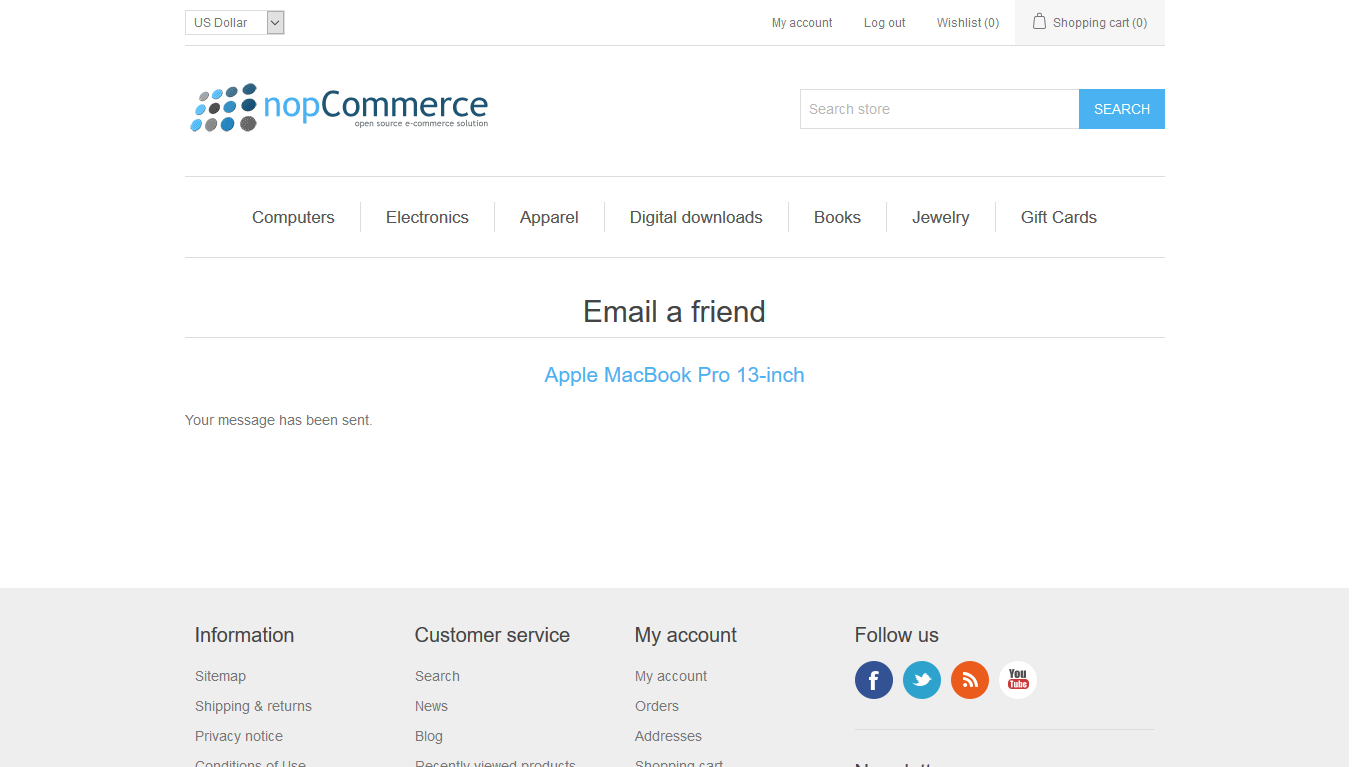 US Dollar
My account Log out Wishlist (0) Shopping cart (0)
nopCommerce
open source e-commerce solution
Search store SEARCH
Computers Electronics Apparel Digital downloads Books Jewelry Gift Cards
Email a friend
Apple MacBook Pro 13-inch
Your message has been sent.
Information Customer service My account Follow us
Sitemap Search My account
You
Tube
Shipping & returns News Orders
Privacy notice Blog Addresses
Conditions of Use Recently viewed products Shopping cart